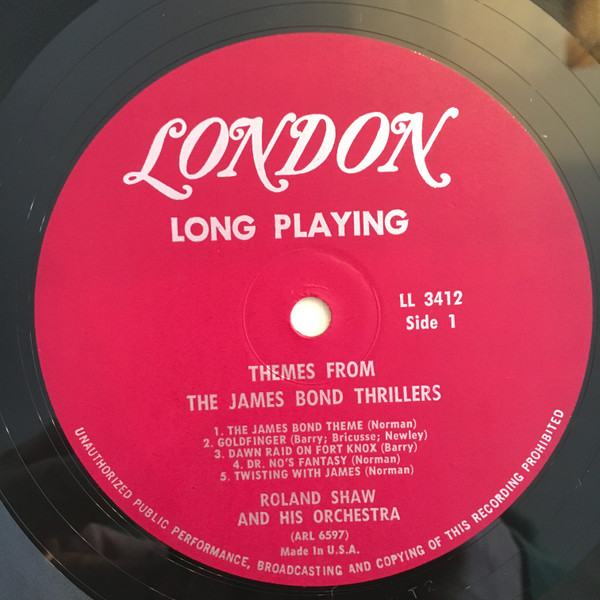 LONDON
LONG PLAYING
LL 3412
Side 1
THEMES FROM
THE JAMES BOND THRILLERS
1. THE JAMES BOND THEME (Norman)
2. GOLDFINGER (Barry; Bricusse; Newley)
3. DAWN RAID ON FORT KNOX (Barry)
4. DR. NO'S FANTASY (Norman)
5. TWISTING WITH JAMES (Norman)
ROLAND SHAW
AND HIS ORCHESTRA
(ARL 6597)
Made In U.S.A.
UNAUTHORIZED PUBLIC PERFORMANCE, BROADCASTING AND COPYING OF THIS RECORDING PROHIBITED